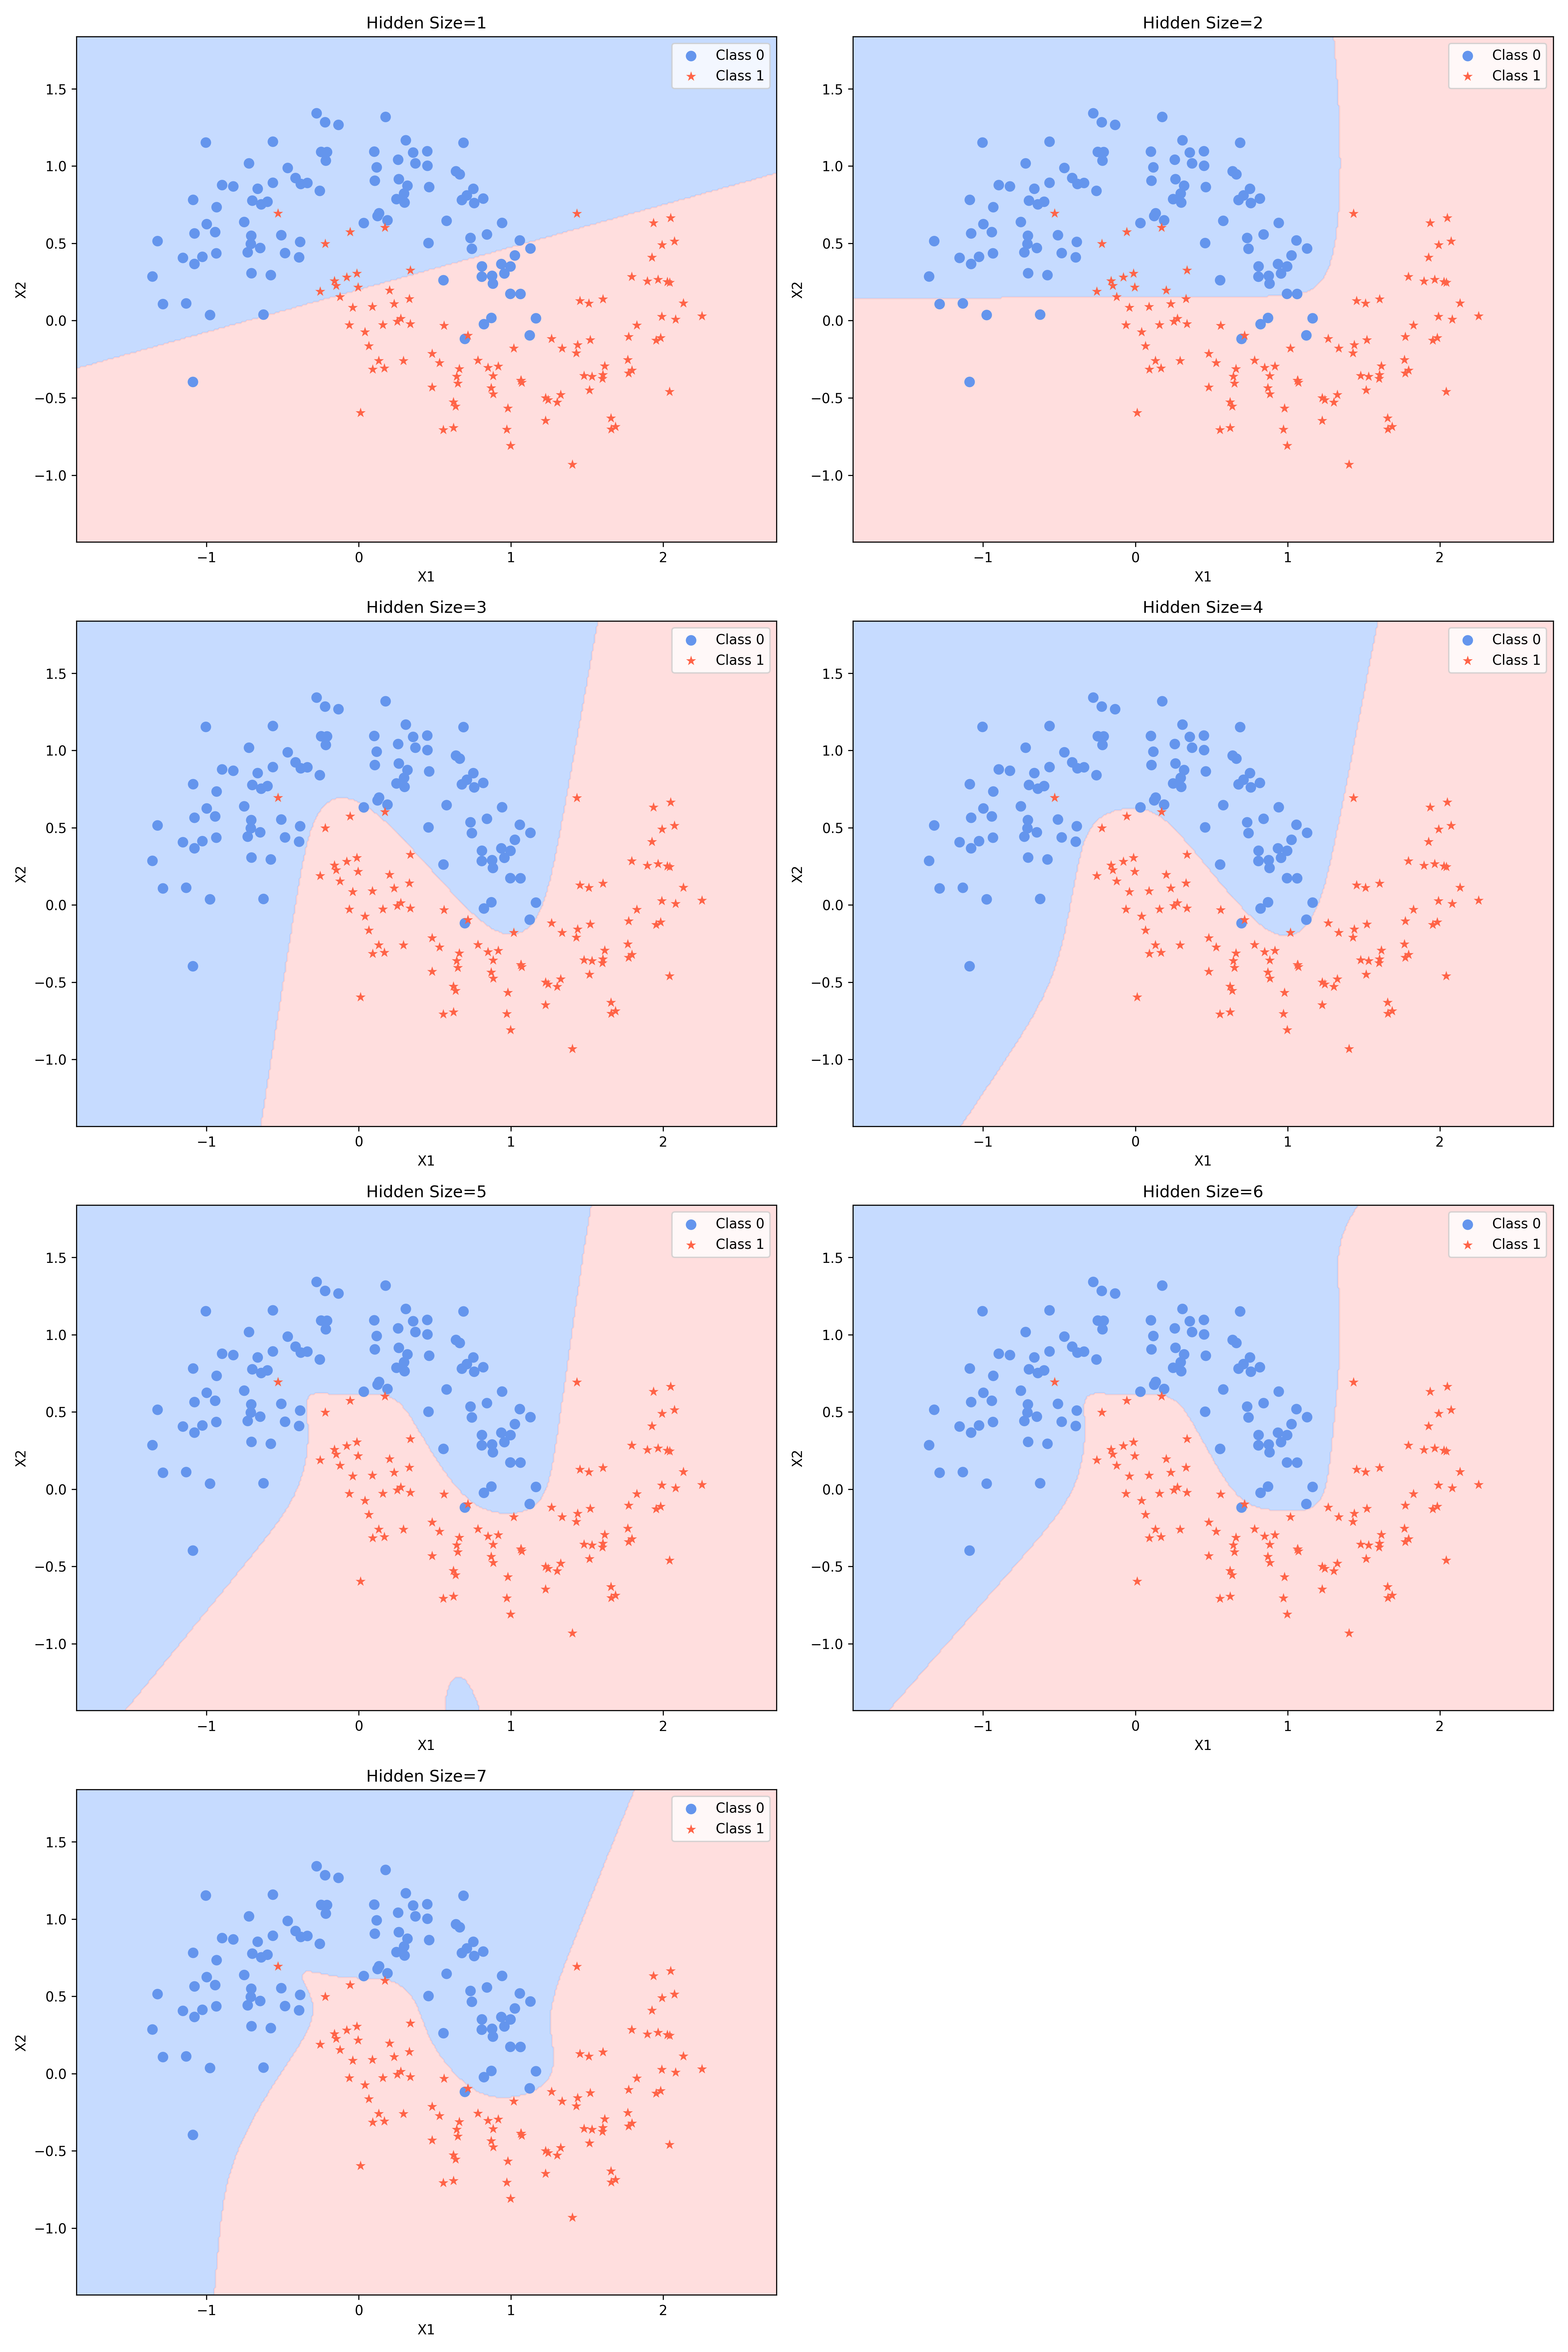 Hidden Size=1
Class 0
Class 1
1.5
1.0
0.5
0.0
−0.5
−1.0
X2
−1 0 1 2
X1
Hidden Size=2
Class 0
Class 1
1.5
1.0
0.5
0.0
−0.5
−1.0
X2
−1 0 1 2
X1
Hidden Size=3
Class 0
Class 1
1.5
1.0
0.5
0.0
−0.5
−1.0
X2
−1 0 1 2
X1
Hidden Size=4
Class 0
Class 1
1.5
1.0
0.5
0.0
−0.5
−1.0
X2
−1 0 1 2
X1
Hidden Size=5
Class 0
Class 1
1.5
1.0
0.5
0.0
−0.5
−1.0
X2
−1 0 1 2
X1
Hidden Size=6
Class 0
Class 1
1.5
1.0
0.5
0.0
−0.5
−1.0
X2
−1 0 1 2
X1
Hidden Size=7
Class 0
Class 1
1.5
1.0
0.5
0.0
−0.5
−1.0
X2
−1 0 1 2
X1